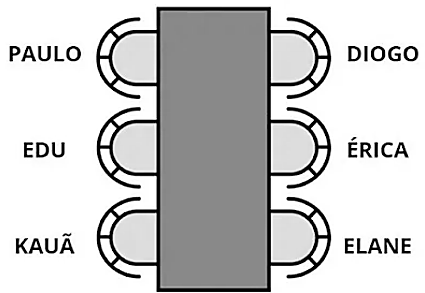 PAULO
DIOGO
EDU
ÉRICA
KAUÃ
ELANE